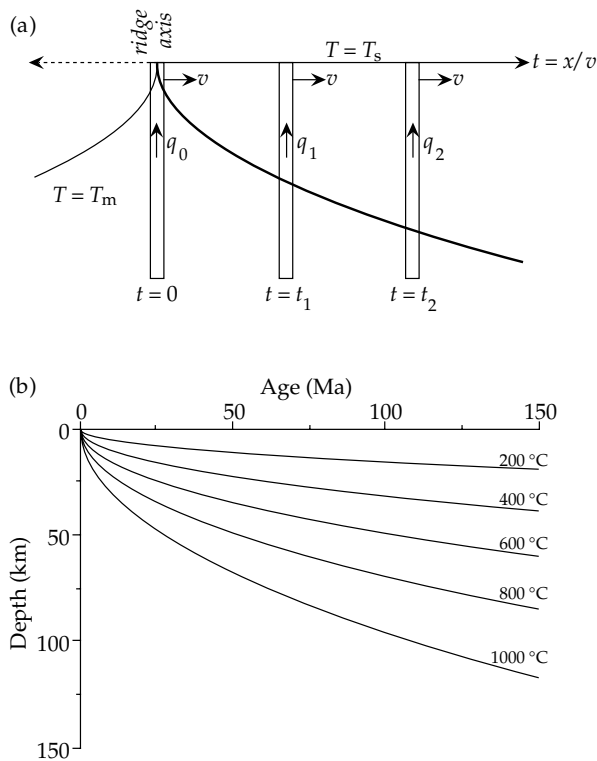 (a)
ridge
axis
T = Ts
t = x/v
v
v
v
q0
q1
q2
T = Tm
t = 0
t = t1
t = t2
(b)
Age (Ma)
0
50
100
150
0
50
100
150
Depth (km)
200 °C
400 °C
600 °C
800 °C
1000 °C